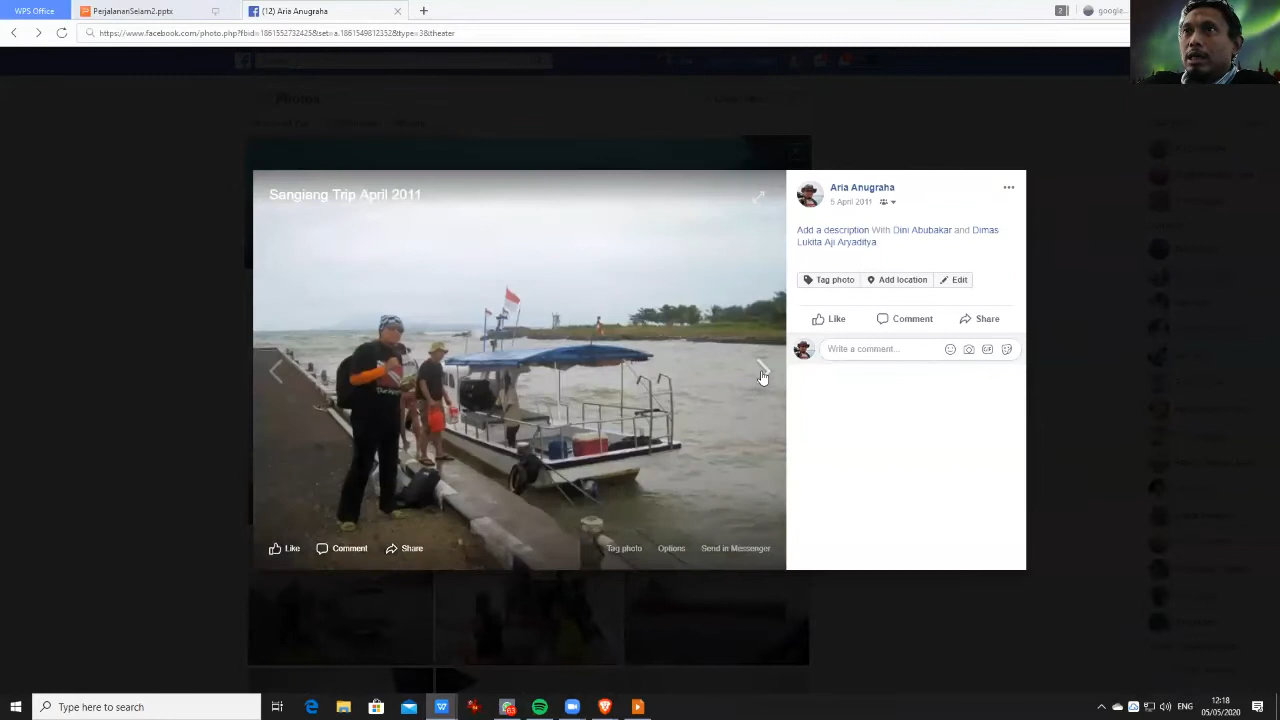 WPS Office
PerjalananSelam2.pptx
(12) Aria Anugraha
2
google...
https://www.facebook.com/photo.php?fbid=1861552732425&set=a.1861549812352&type=3&theater
Photos
Sangiang Trip April 2011
Aria Anugraha
5 April 2011
Add a description With Dini Abubakar and Dimas
Lukita Aji Aryaditya
Tag photo
Add location
Edit
Like
Comment
Share
Write a comment...
Like
Comment
Share
Tag photo
Options
Send in Messenger
Type here to search
ENG
12:18
05/05/2020